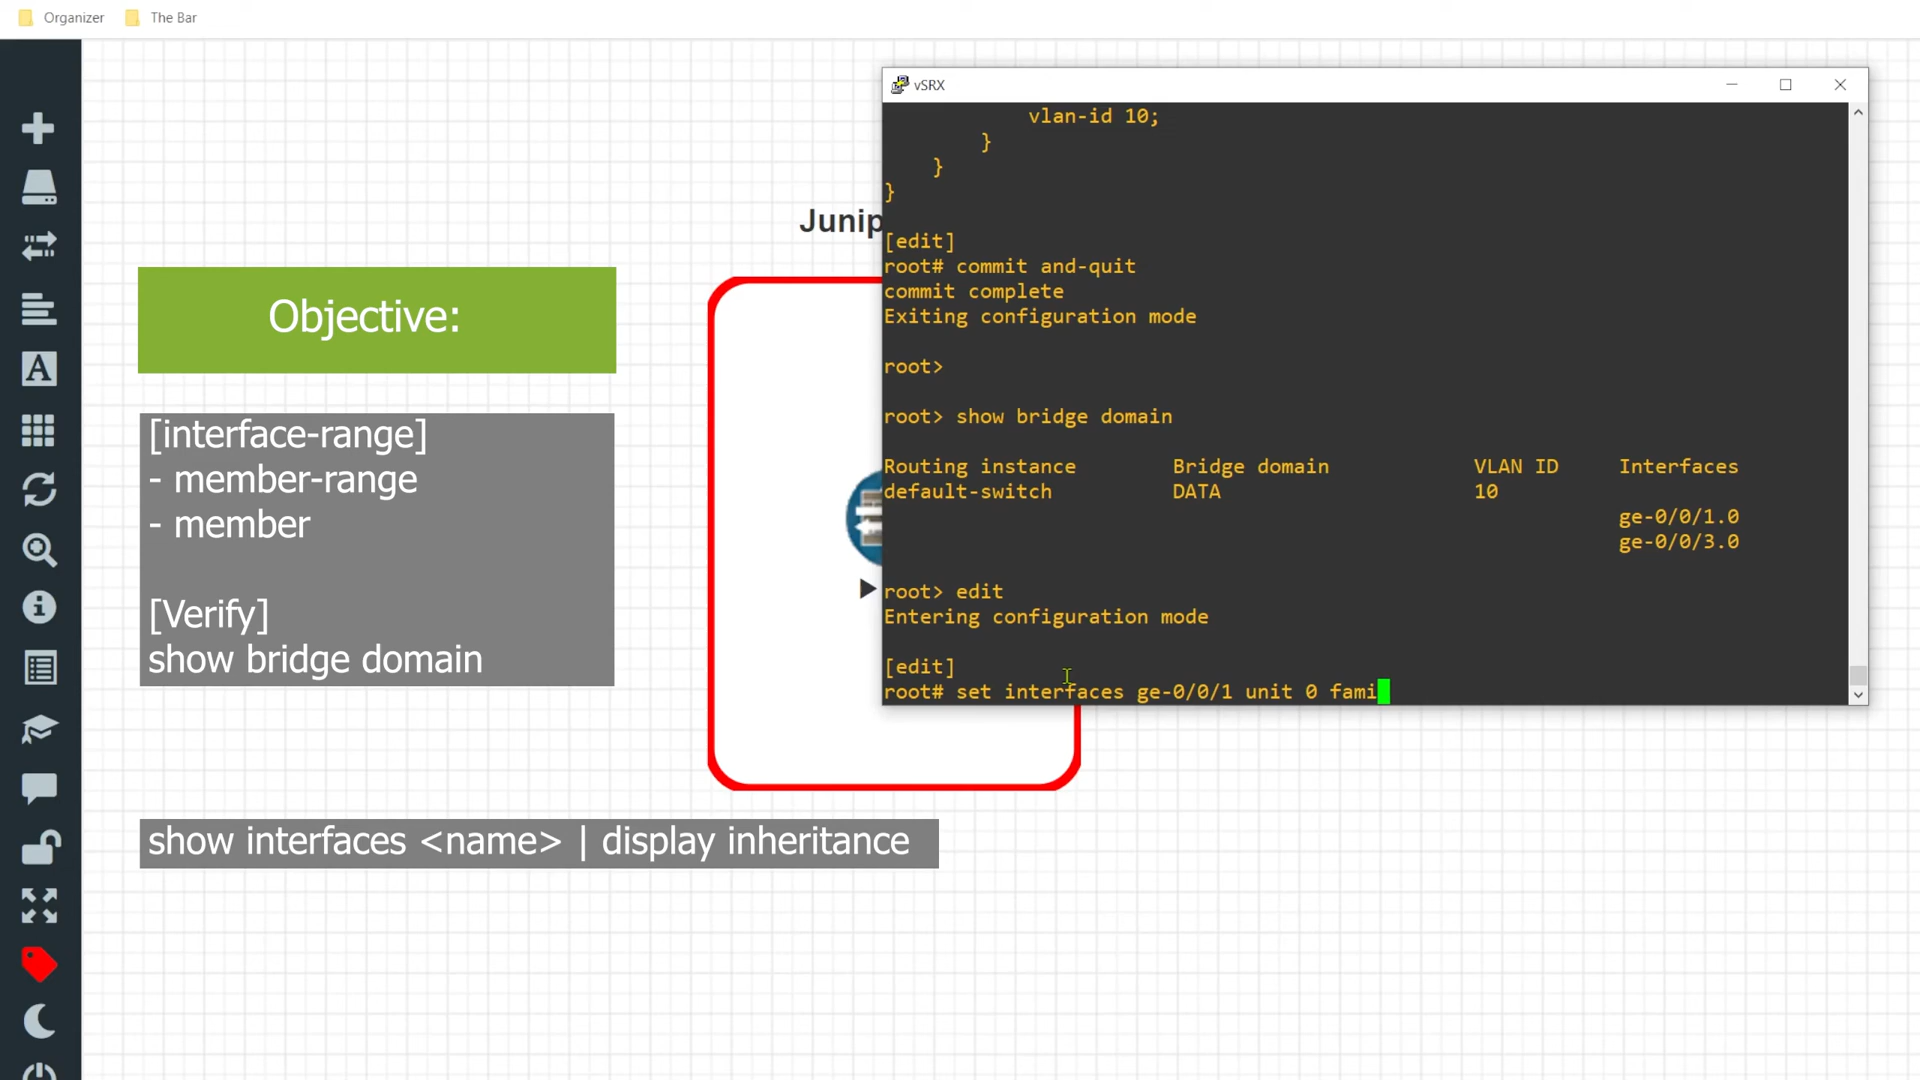 Organizer
The Bar
vSRX
vlan-id 10;
}
}
}
Junip
[edit]
root# commit and-quit
commit complete
Exiting configuration mode
root>
root> show bridge domain
Routing instance Bridge domain VLAN ID Interfaces
default-switch DATA 10
ge-0/0/1.0
ge-0/0/3.0
root> edit
Entering configuration mode
[edit]
root# set interfaces ge-0/0/1 unit 0 fami
Objective:
[interface-range]
- member-range
- member
[Verify]
show bridge domain
show interfaces <name> | display inheritance